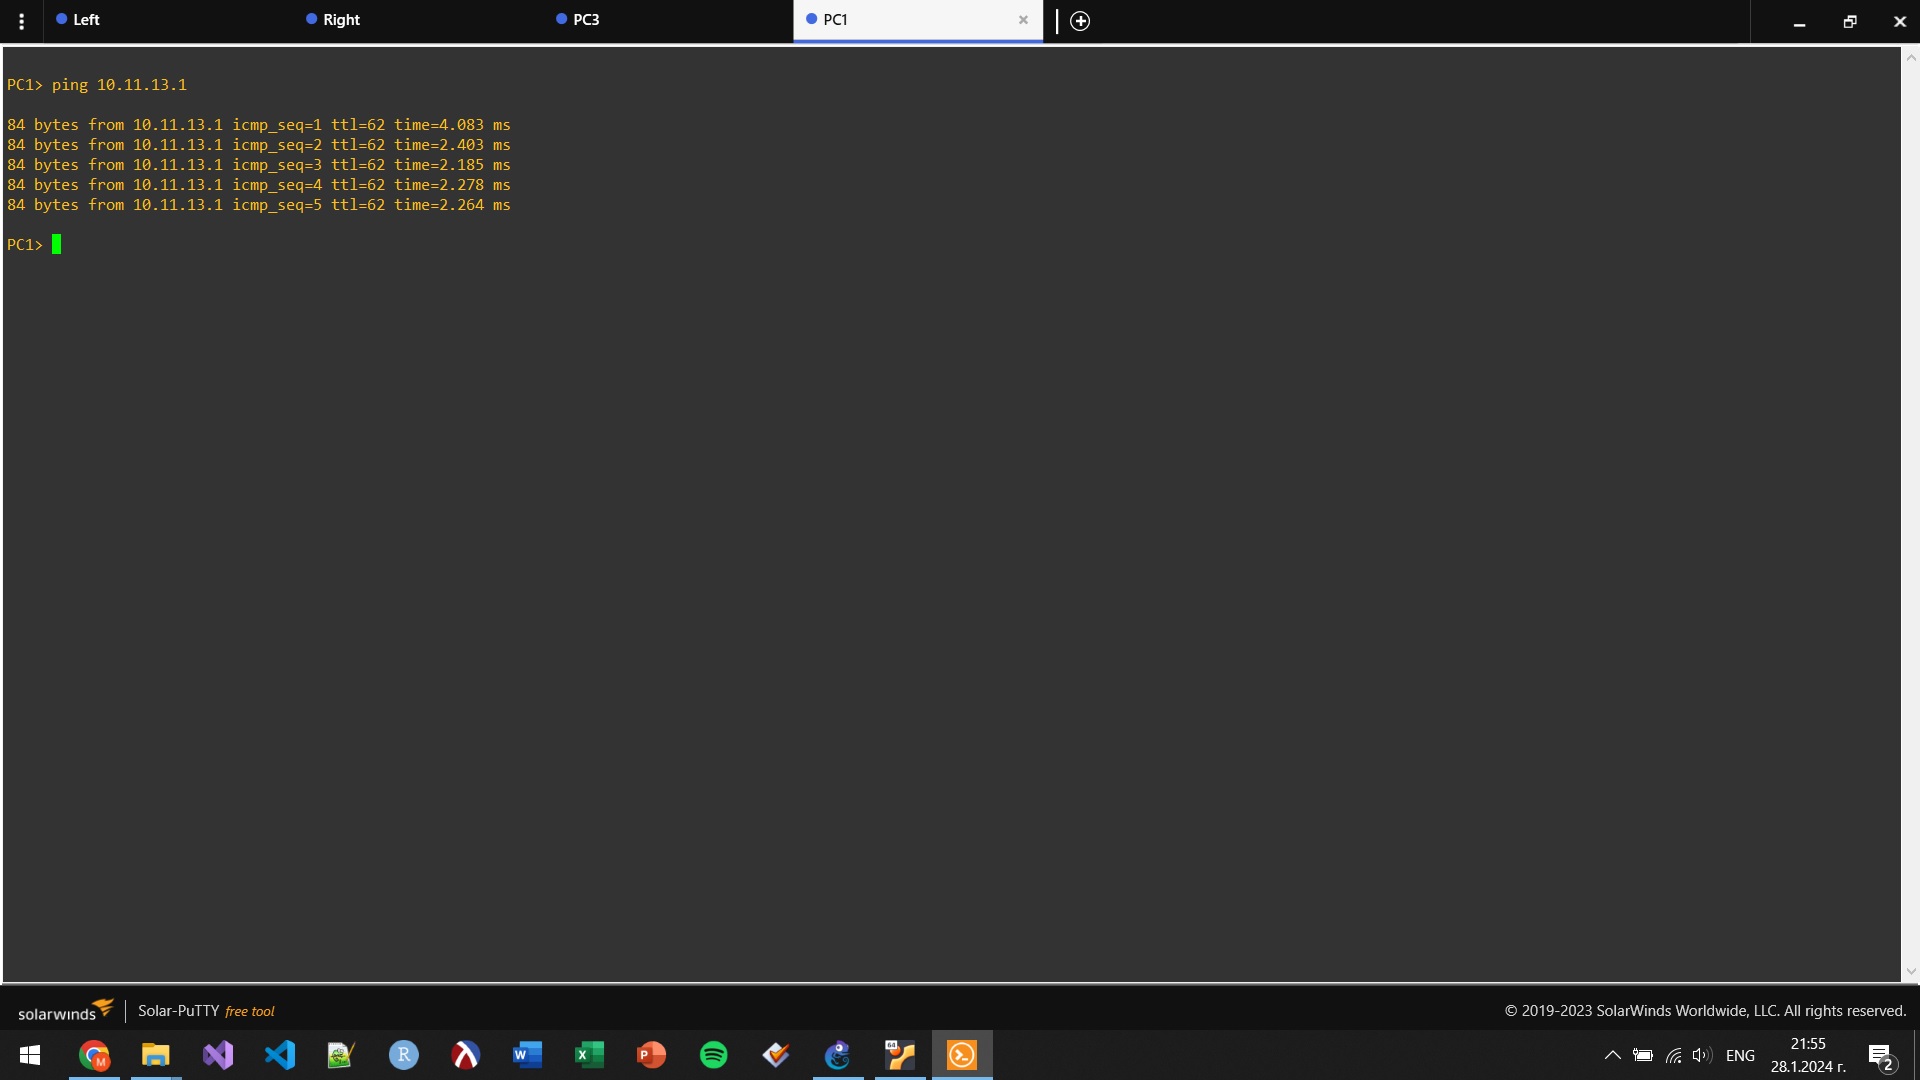 Left
Right
PC3
PC1
PC1> ping 10.11.13.1
84 bytes from 10.11.13.1 icmp_seq=1 ttl=62 time=4.083 ms
84 bytes from 10.11.13.1 icmp_seq=2 ttl=62 time=2.403 ms
84 bytes from 10.11.13.1 icmp_seq=3 ttl=62 time=2.185 ms
84 bytes from 10.11.13.1 icmp_seq=4 ttl=62 time=2.278 ms
84 bytes from 10.11.13.1 icmp_seq=5 ttl=62 time=2.264 ms
PC1>
solarwinds
Solar-PuTTY free tool
© 2019-2023 SolarWinds Worldwide, LLC. All rights reserved.
M
R
W
X
P
64
ENG
21:55
28.1.2024 г.
2